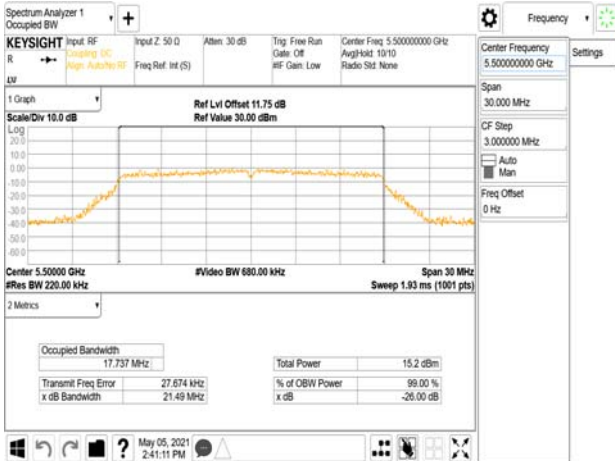 Spectrum Analyzer 1
Occupied BW
+
Frequency
KEYSIGHT
R
Input: RF
Coupling: DC
Align: Auto/No RF
Input Z: 50 Ω
Freq Ref: Int (S)
Atten: 30 dB
Trig: Free Run
Gate: Off
#IF Gain: Low
Center Freq: 5.500000000 GHz
Avg|Hold: 10/10
Radio Std: None
Center Frequency
5.500000000 GHz
Settings
Span
30.000 MHz
CF Step
3.000000 MHz
Auto
Man
Freq Offset
0 Hz
1 Graph
Scale/Div 10.0 dB
Ref Lvl Offset 11.75 dB
Ref Value 30.00 dBm
Log
20.0
10.0
0.00
-10.0
-20.0
-30.0
-40.0
-50.0
-60.0
Center 5.50000 GHz
#Res BW 220.00 kHz
#Video BW 680.00 kHz
Span 30 MHz
Sweep 1.93 ms (1001 pts)
2 Metrics
Occupied Bandwidth
17.737 MHz
Total Power 15.2 dBm
Transmit Freq Error 27.674 kHz
% of OBW Power 99.00 %
x dB Bandwidth 21.49 MHz
x dB -26.00 dB
?
May 05, 2021
2:41:11 PM